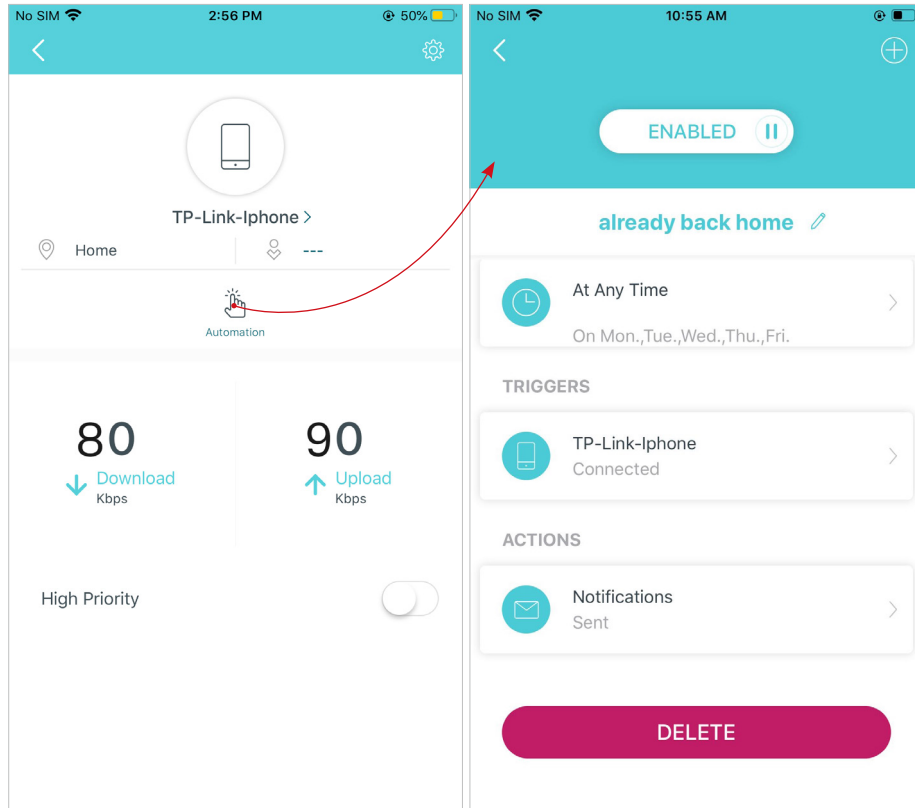 No SIM 2:56 PM 50%
TP-Link-Iphone >
Home ---
Automation
80 90
Download Upload
Kbps Kbps
High Priority
No SIM 10:55 AM
ENABLED
already back home
At Any Time
On Mon.,Tue.,Wed.,Thu.,Fri.
TRIGGERS
TP-Link-Iphone
Connected
ACTIONS
Notifications
Sent
DELETE